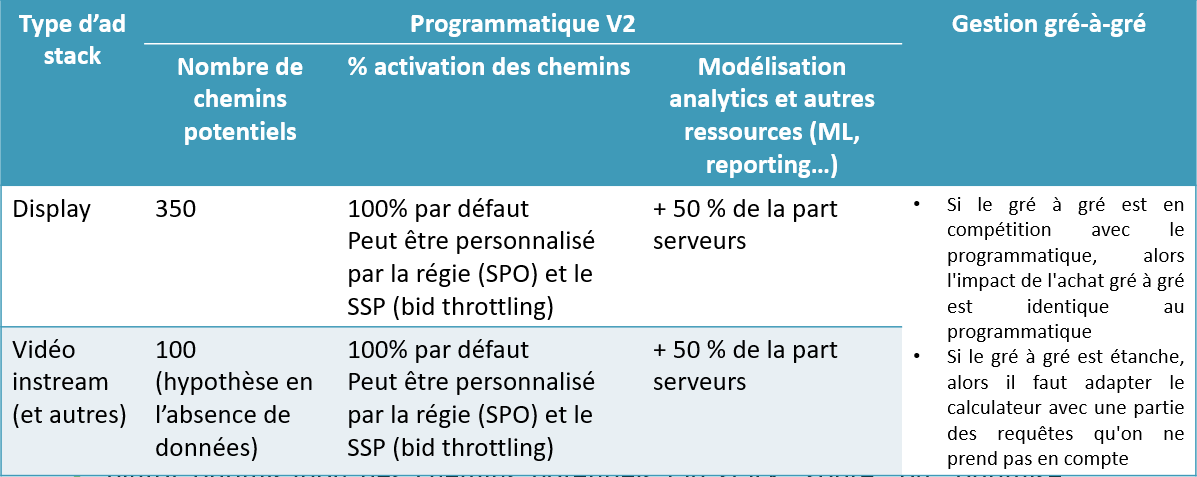 Type d’ad
stack
Programmatique V2
Gestion gré-à-gré
Nombre de
chemins
potentiels
% activation des chemins
Modélisation
analytics et autres
ressources (ML,
reporting…)
Display
350
100% par défaut
Peut être personnalisé
par la régie (SPO) et le
SSP (bid throttling)
+ 50 % de la part
serveurs
• Si le gré à gré est en
compétition avec le
programmatique, alors
l'impact de l'achat gré à gré
est identique au
programmatique
• Si le gré à gré est étanche,
alors il faut adapter le
calculateur avec une partie
des requêtes qu'on ne
prend pas en compte
Vidéo
instream
(et autres)
100
(hypothèse en
l’absence de
données)
100% par défaut
Peut être personnalisé
par la régie (SPO) et le
SSP (bid throttling)
+ 50 % de la part
serveurs